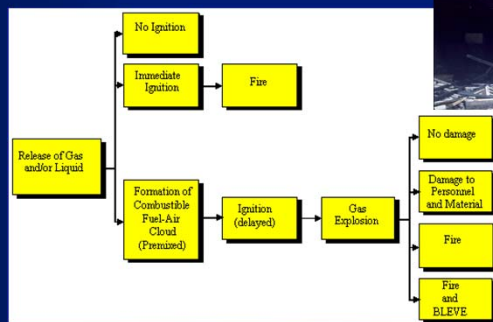 No Ignition
Immediate
Ignition
Fire
Release of Gas
and/or Liquid
Formation of
Combustible
Fuel-Air
Cloud
(Premixed)
Ignition
(delayed)
Gas
Explosion
No damage
Damage to
Personnel
and Material
Fire
Fire
and
BLEVE